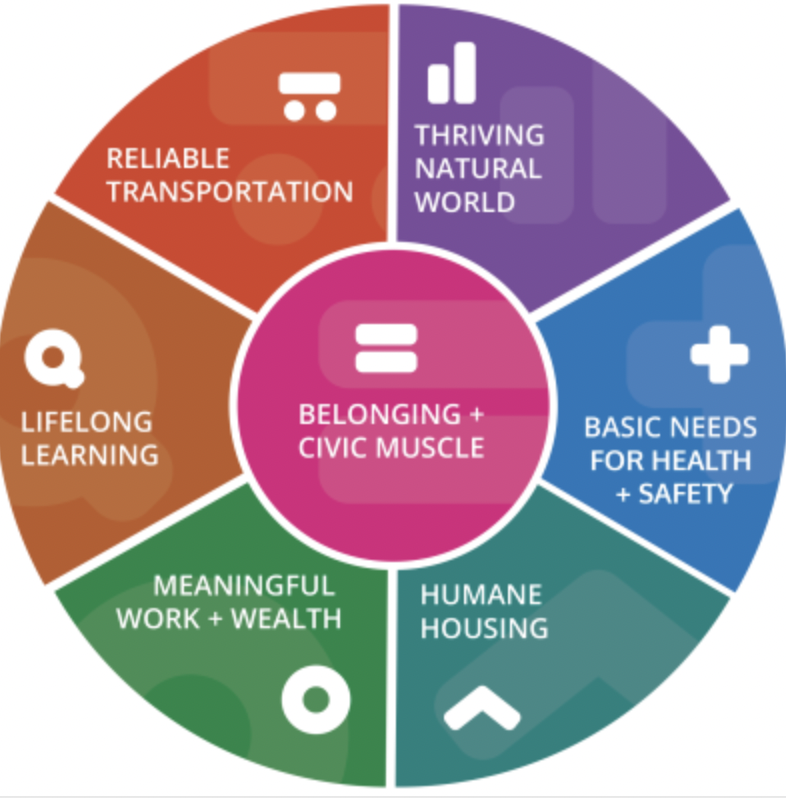 THRIVING
NATURAL
WORLD
BASIC NEEDS
FOR HEALTH
+ SAFETY
HUMANE
HOUSING
MEANINGFUL
WORK + WEALTH
LIFELONG
LEARNING
RELIABLE
TRANSPORTATION
BELONGING +
CIVIC MUSCLE